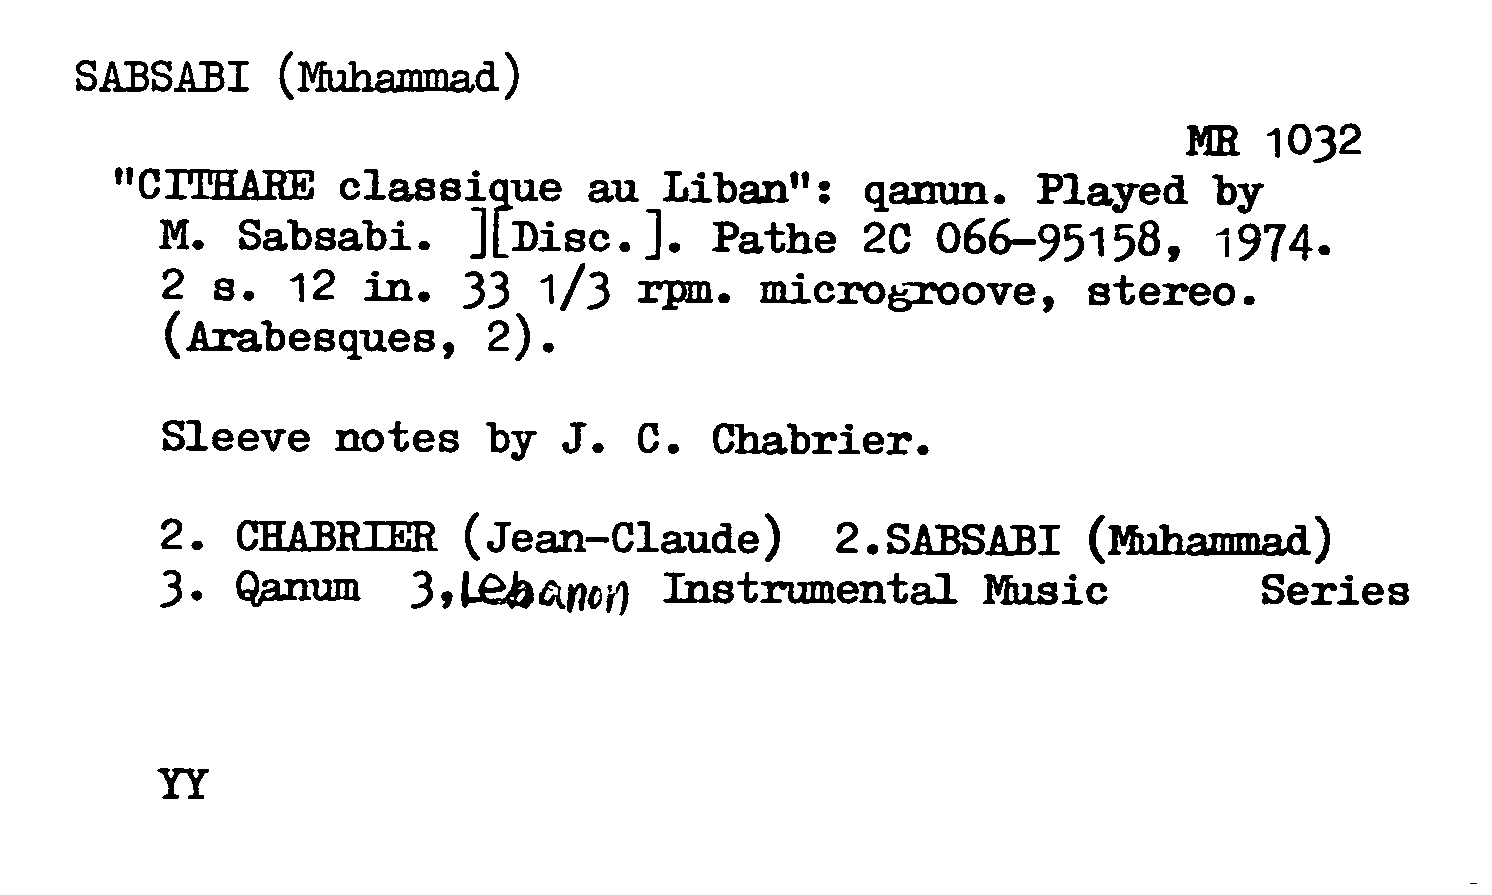 SABSABI (Muhammad)
MR 1032
"CITHARE classique au Liban": qanun. Played by
M. Sabsabi. ][Disc.]. Pathe 2C 066-95158, 1974.
2 s. 12 in. 33 1/3 rpm. microgroove, stereo.
(Arabesques, 2).
Sleeve notes by J. C. Chabrier.
2. CHABRIER (Jean-Claude) 2.SABSABI (Muhammad)
3. Qanum 3,Lebanon Instrumental Music Series
YY